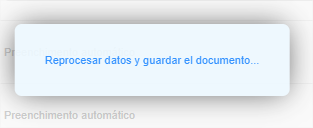 Reprocesar datos y guardar el documento...
Preenchimento automático